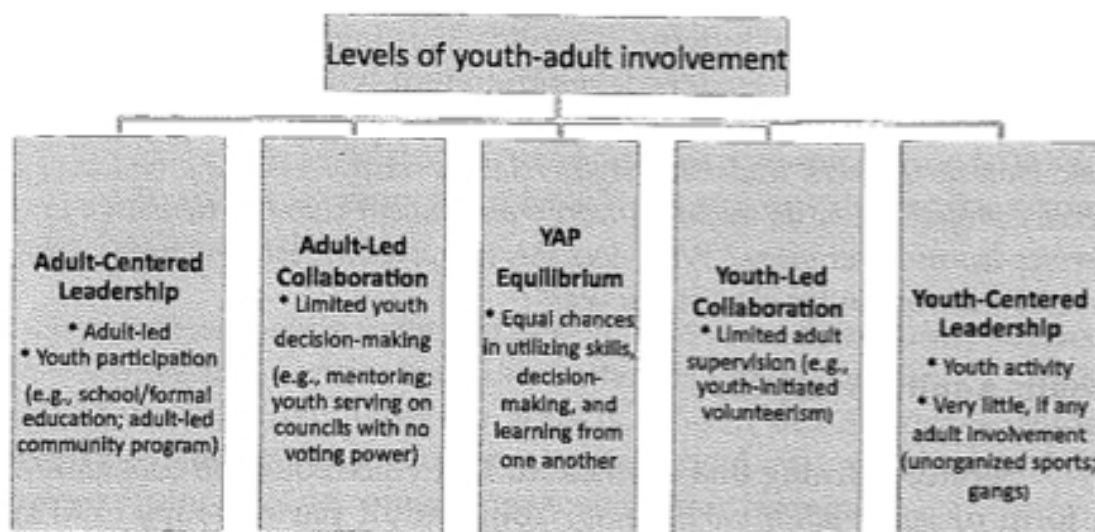 Levels of youth-adult involvement
Adult-Centered
Leadership
* Adult-led
* Youth participation
(e.g., school/formal
education; adult-led
community program)
Adult-Led
Collaboration
* Limited youth
decision-making
(e.g., mentoring;
youth serving on
councils with no
voting power)
YAP
Equilibrium
* Equal chances
in utilizing skills,
decision-
making, and
learning from
one another
Youth-Led
Collaboration
* Limited adult
supervision (e.g.,
youth-initiated
volunteerism)
Youth-Centered
Leadership
* Youth activity
* Very little, if any
adult involvement
(unorganized sports;
gangs)